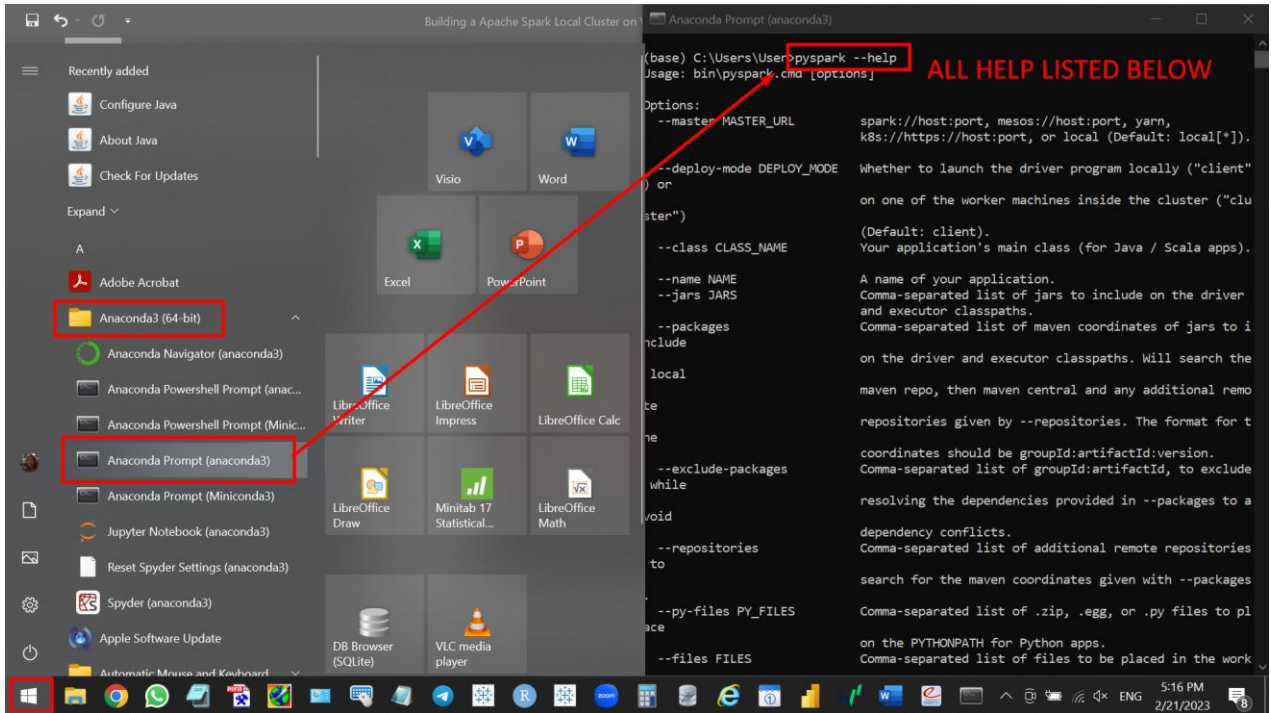 Building a Apache Spark Local Cluster on
Recently added
Configure Java
About Java
Check For Updates
Expand
A
Adobe Acrobat
Anaconda3 (64-bit)
Anaconda Navigator (anaconda3)
Anaconda Powershell Prompt (anac...
Anaconda Powershell Prompt (Minic...
Anaconda Prompt (anaconda3)
Anaconda Prompt (Miniconda3)
Jupyter Notebook (anaconda3)
Reset Spyder Settings (anaconda3)
Spyder (anaconda3)
Apple Software Update
Automatic Mouse and Keyboard
Visio
Word
Excel
PowerPoint
LibreOffice
Writer
LibreOffice
Impress
LibreOffice Calc
LibreOffice
Draw
Minitab 17
Statistical...
LibreOffice
Math
DB Browser
(SQLite)
VLC media
player
Anaconda Prompt (anaconda3)
(base) C:\Users\User>pyspark --help
Usage: bin\pyspark.cmd [options]
ALL HELP LISTED BELOW
Options:
--master MASTER_URL spark://host:port, mesos://host:port, yarn,
k8s://https://host:port, or local (Default: local[*]).
--deploy-mode DEPLOY_MODE Whether to launch the driver program locally ("client"
) or
on one of the worker machines inside the cluster ("clu
ster")
(Default: client).
--class CLASS_NAME Your application's main class (for Java / Scala apps).
--name NAME A name of your application.
--jars JARS Comma-separated list of jars to include on the driver
and executor classpaths.
--packages Comma-separated list of maven coordinates of jars to i
nclude
on the driver and executor classpaths. Will search the
local
maven repo, then maven central and any additional remo
te
repositories given by --repositories. The format for t
he
coordinates should be groupId:artifactId:version.
--exclude-packages Comma-separated list of groupId:artifactId, to exclude
while
resolving the dependencies provided in --packages to a
void
dependency conflicts.
--repositories Comma-separated list of additional remote repositories
to
search for the maven coordinates given with --packages
.
--py-files PY_FILES Comma-separated list of .zip, .egg, or .py files to pl
ace
on the PYTHONPATH for Python apps.
--files FILES Comma-separated list of files to be placed in the work
zoom
ENG
5:16 PM
2/21/2023
8